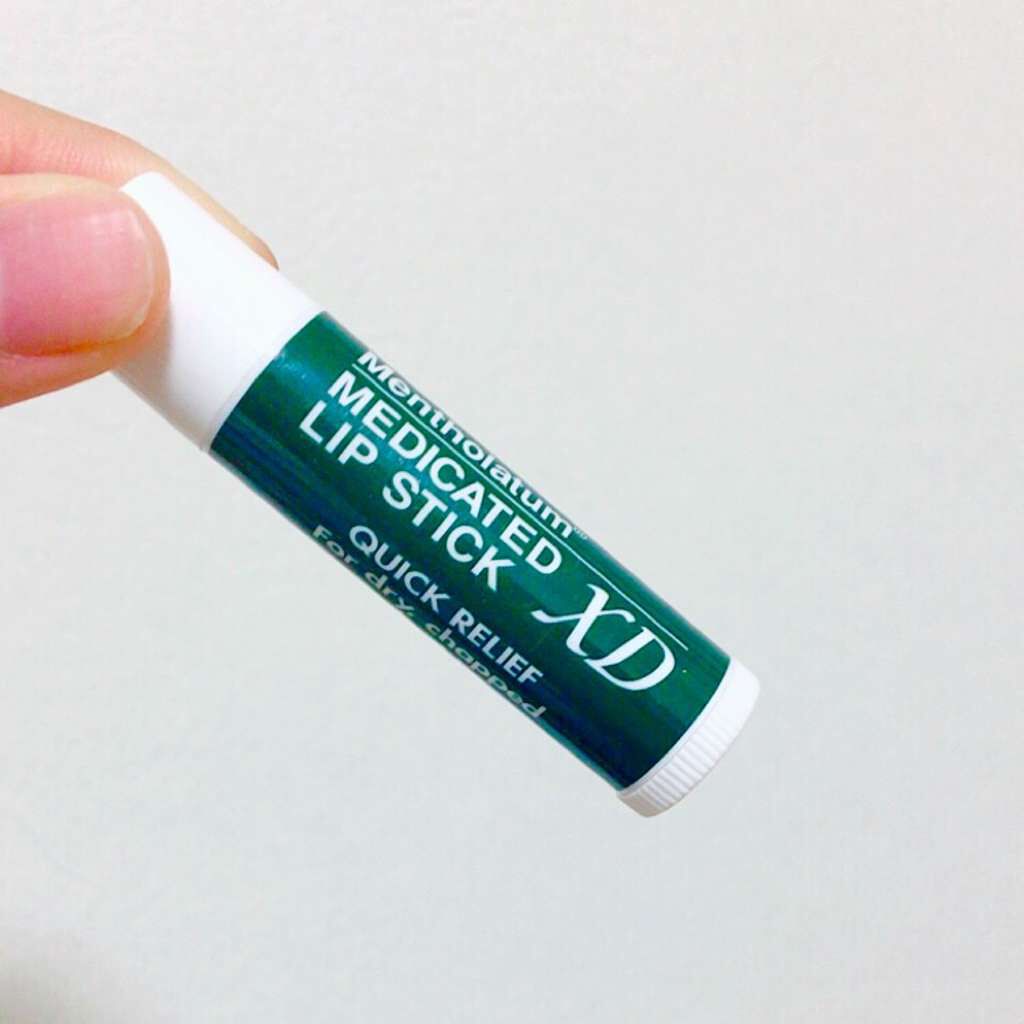 Mentholatum
MEDICATED
LIP STICK XD
QUICK RELIEF
For dry, chapped